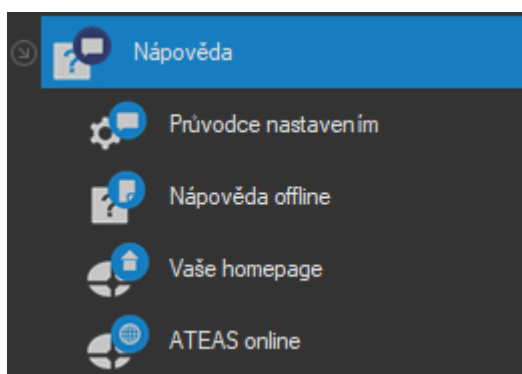 Nápověda
Průvodce nastavením
Nápověda offline
Vaše homepage
ATEAS online